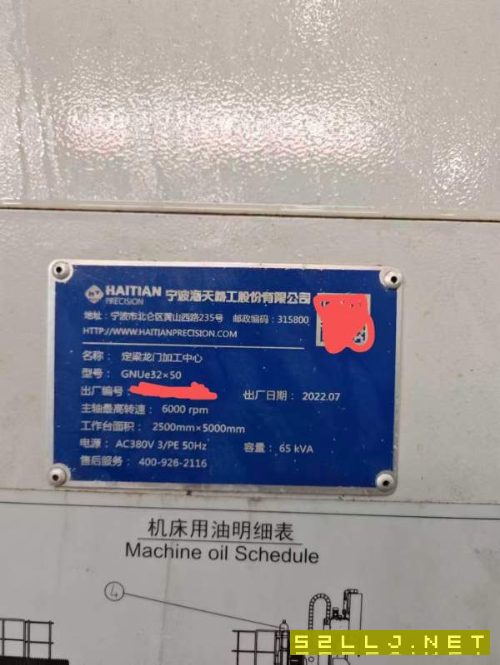 HAITIAN PRECISION 宁波海天精工股份有限公司
地址：宁波市北仑区黄山西路235号 邮政编码：315800
HTTP://WWW.HAITIANPRECISION.COM
名称：定梁龙门加工中心
型号：GNUe32×50
出厂编号： 出厂日期：2022.07
主轴最高转速：6000 rpm
工作台面积：2500mm×5000mm
电源：AC380V 3/PE 50Hz 容量：65 kVA
售后服务：400-926-2116
机床用油明细表
Machine oil Schedule
4
52LLJ.NET